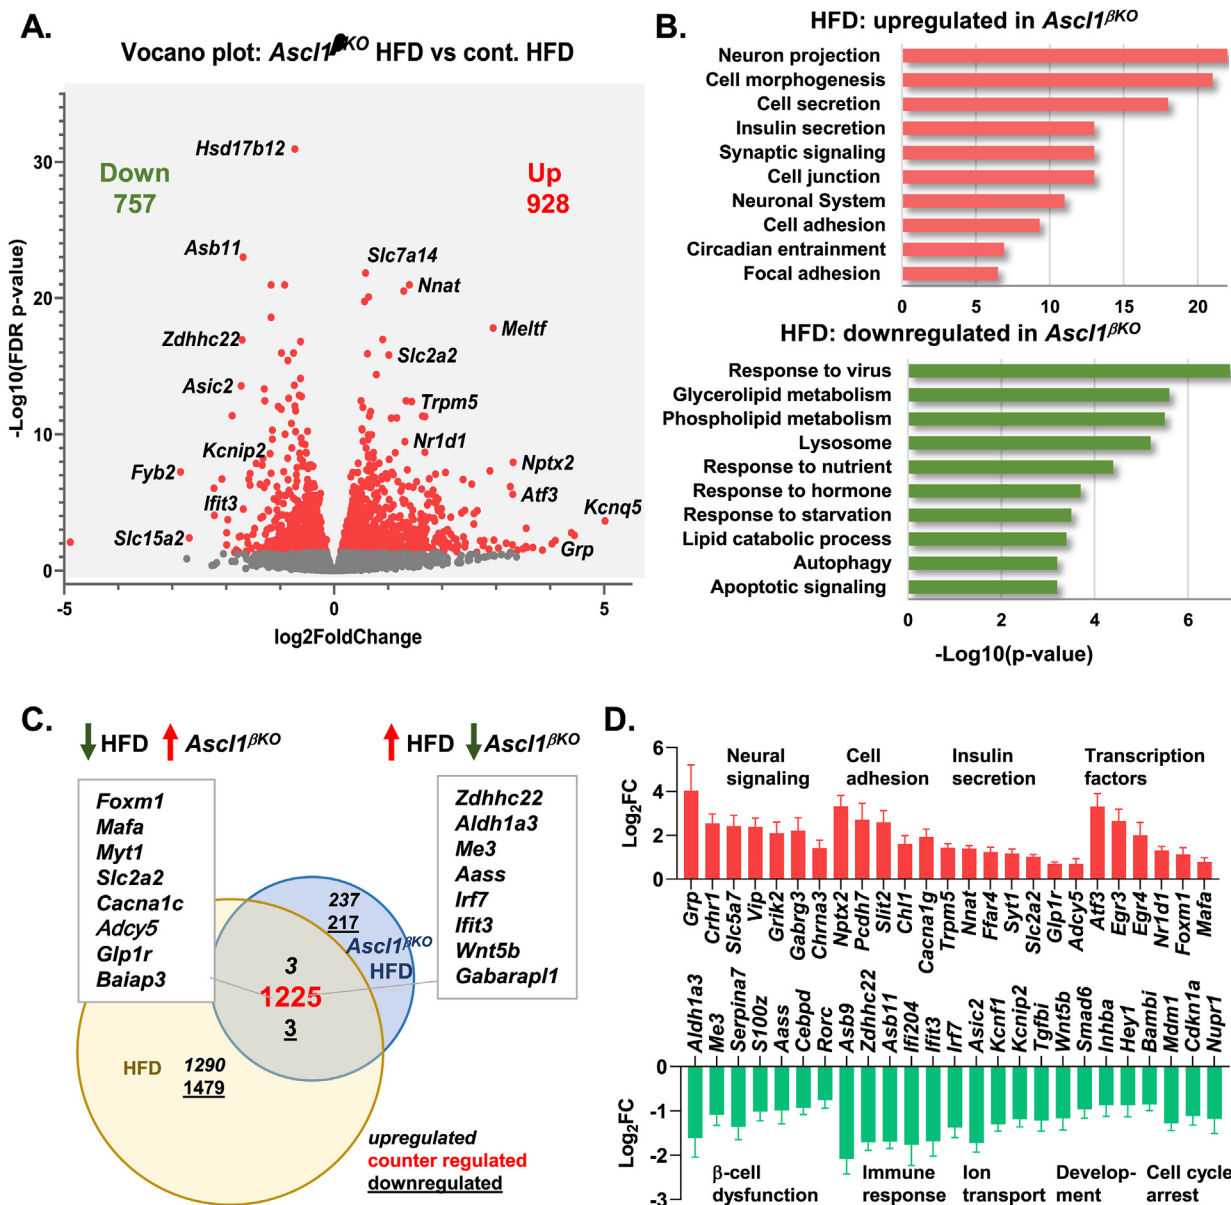 A.
Vocano plot: Ascl1βKO HFD vs cont. HFD
-Log10(FDR p-value)
30
20
10
0
Down
757
Up
928
Hsd17b12
Asb11
Slc7a14
Nnat
Meltf
Zdhhc22
Slc2a2
Asic2
Trpm5
Kcnip2
Nr1d1
Fyb2
Nptx2
Ifit3
Atf3
Kcnq5
Slc15a2
Grp
-5
0
5
log2FoldChange
B.
HFD: upregulated in Ascl1βKO
Neuron projection
Cell morphogenesis
Cell secretion
Insulin secretion
Synaptic signaling
Cell junction
Neuronal System
Cell adhesion
Circadian entrainment
Focal adhesion
0 5 10 15 20
HFD: downregulated in Ascl1βKO
Response to virus
Glycerolipid metabolism
Phospholipid metabolism
Lysosome
Response to nutrient
Response to hormone
Response to starvation
Lipid catabolic process
Autophagy
Apoptotic signaling
0 2 4 6
-Log10(p-value)
C.
HFD Ascl1βKO
HFD Ascl1βKO
Foxm1
Mafa
Myt1
Slc2a2
Cacna1c
Adcy5
Glp1r
Baiap3
Zdhhc22
Aldh1a3
Me3
Aass
Irf7
Ifit3
Wnt5b
Gabarapl1
237
217
Ascl1βKO
HFD
3
1225
3
HFD
1290
1479
upregulated
counter regulated
downregulated
D.
Log2FC
6
4
2
0
Neural
signaling
Cell
adhesion
Insulin
secretion
Transcription
factors
Grp
Crhr1
Slc5a7
Vip
Grik2
Gabrg3
Chrna3
Nptx2
Pcdh7
Slit2
Chl1
Cacna1g
Trpm5
Nnat
Ffar4
Syt1
Slc2a2
Glp1r
Adcy5
Atf3
Egr3
Egr4
Nr1d1
Foxm1
Mafa
Aldh1a3
Me3
Serpina7
S100z
Aass
Cebpd
Rorc
Asb9
Zdhhc22
Asb11
Ifi204
Ifit3
Irf7
Asic2
Kcnf1
Kcnip2
Tgfbi
Wnt5b
Smad6
Inhba
Hey1
Bambi
Mdm1
Cdkn1a
Nupr1
Log2FC
0
-1
-2
-3
β-cell
dysfunction
Immune
response
Ion
transport
Develop-
ment
Cell cycle
arrest